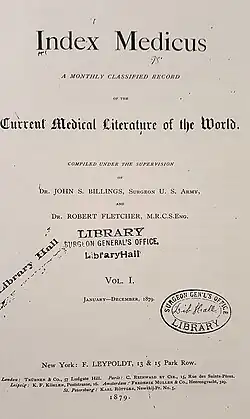 Index Medicus
A MONTHLY CLASSIFIED RECORD
OF THE
Current Medical Literature of the World.
COMPILED UNDER THE SUPERVISION
OF
DR. JOHN S. BILLINGS, SURGEON U. S. ARMY,
AND
DR. ROBERT FLETCHER, M.R.C.S. ENG.
LIBRARY
SURGEON GENERAL'S OFFICE,
Library Hall
Library Hall
VOL. I.
JANUARY–DECEMBER, 1879.
SURGEON GEN'L'S OFFICE
Lib. Hall
LIBRARY
New York: F. LEYPOLDT, 13 & 15 Park Row.
London: TRÜBNER & CO., 57 Ludgate Hill. Paris: C. REINWALD ET CIE., 15, Rue des Saints-Pères.
Leipzig: K. F. KÖHLER, Poststrasse, 16. Amsterdam: FREDERIK MULLER & CO., Heerengracht, 329.
St. Petersburg: KARL RÖTTGER, Newski-Pr. No. 5.
1879.